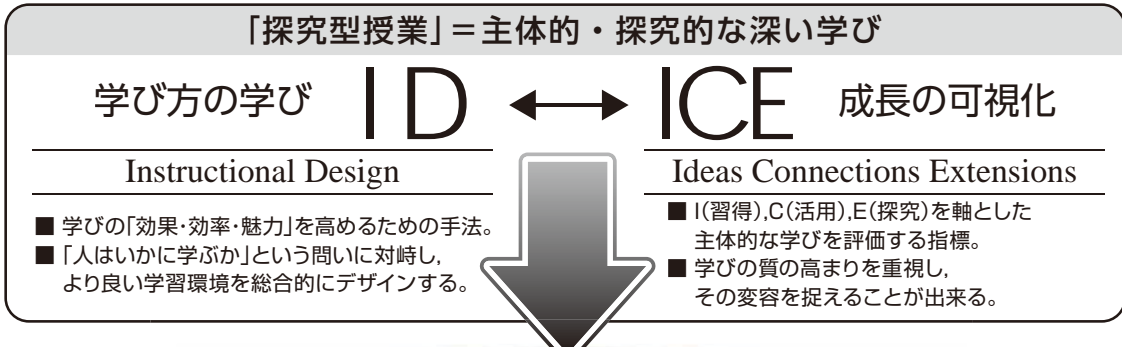 「探究型授業」＝主体的・探究的な深い学び
学び方の学び ID ICE 成長の可視化
Instructional Design
Ideas Connections Extensions
■ 学びの「効果・効率・魅力」を高めるための手法。
■ 「人はいかに学ぶか」という問いに対峙し,
より良い学習環境を総合的にデザインする。
■ I(習得),C(活用),E(探究)を軸とした
主体的な学びを評価する指標。
■ 学びの質の高まりを重視し,
その変容を捉えることが出来る。